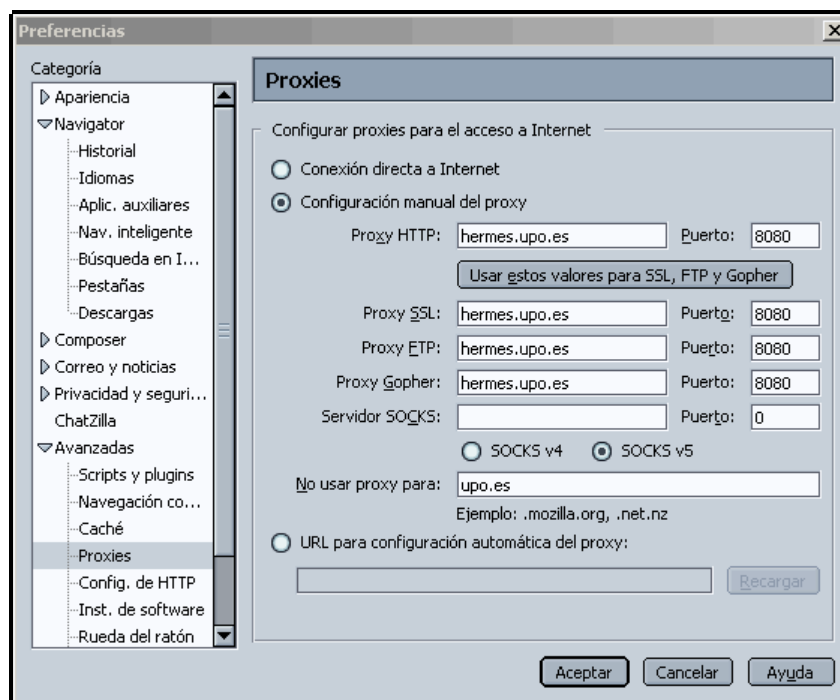 Preferencias
Categoría
Apariencia
Navigator
Historial
Idiomas
Aplic. auxiliares
Nav. inteligente
Búsqueda en I...
Pestañas
Descargas
Composer
Correo y noticias
Privacidad y seguri...
ChatZilla
Avanzadas
Scripts y plugins
Navegación co...
Caché
Proxies
Config. de HTTP
Inst. de software
Rueda del ratón
Proxies
Configurar proxies para el acceso a Internet
Conexión directa a Internet
Configuración manual del proxy
Proxy HTTP: hermes.upo.es Puerto: 8080
Usar estos valores para SSL, FTP y Gopher
Proxy SSL: hermes.upo.es Puerto: 8080
Proxy FTP: hermes.upo.es Puerto: 8080
Proxy Gopher: hermes.upo.es Puerto: 8080
Servidor SOCKS: Puerto: 0
SOCKS v4 SOCKS v5
No usar proxy para: upo.es
Ejemplo: .mozilla.org, .net.nz
URL para configuración automática del proxy:
Recargar
Aceptar Cancelar Ayuda